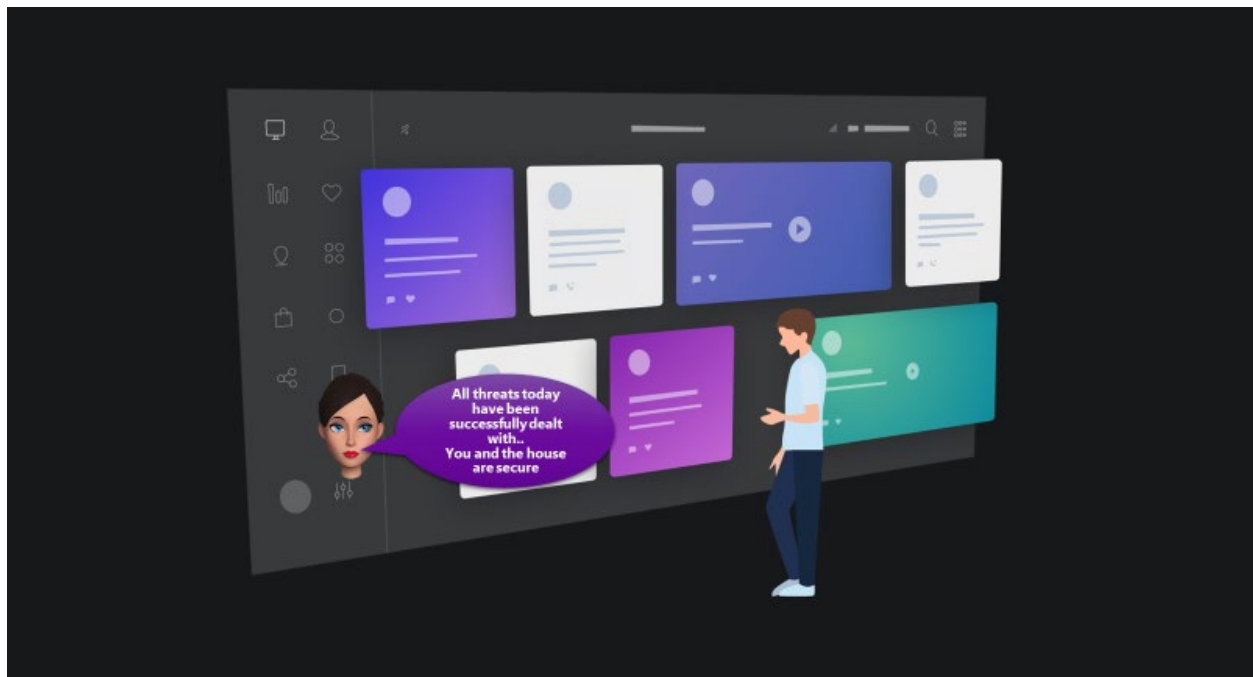 All threats today
have been
successfully dealt
with..
You and the house
are secure